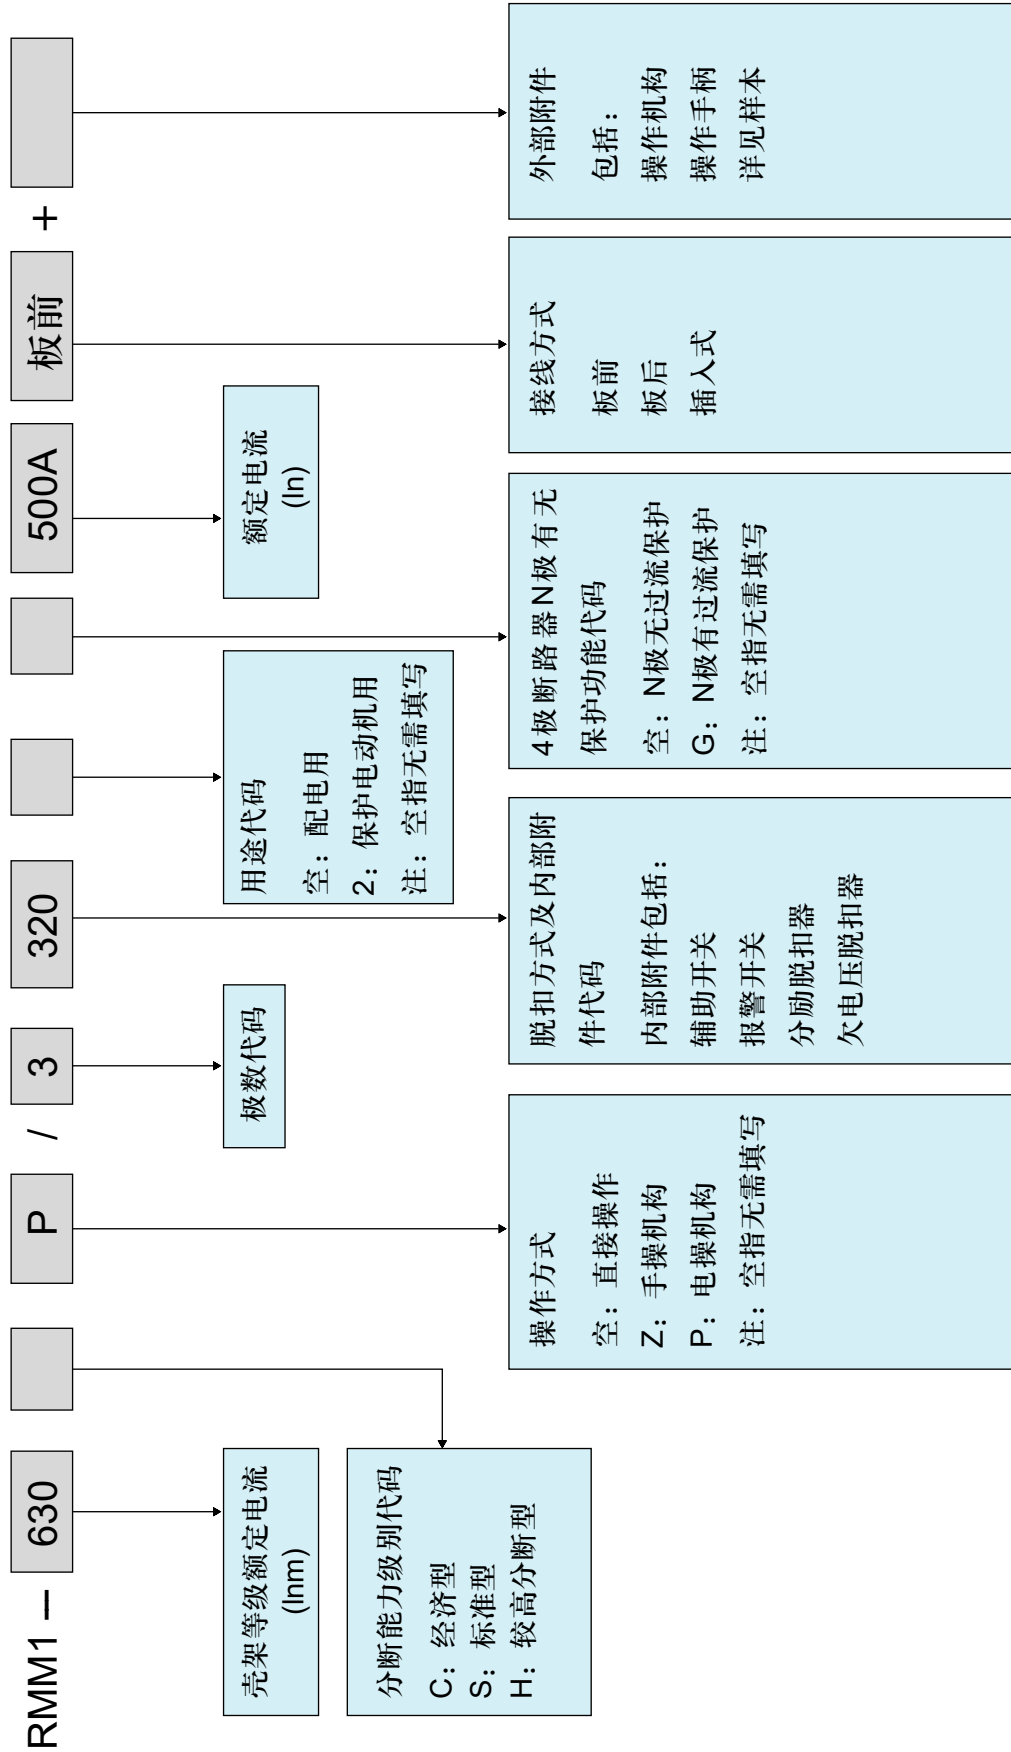 RMM1 — 630 P / 3 320 500A 板前 +
壳架等级额定电流
(Inm)
分断能力级别代码
C：经济型
S：标准型
H：较高分断型
操作方式
空：直接操作
Z：手操机构
P：电操机构
注：空指无需填写
极数代码
脱扣方式及内部附
件代码
内部附件包括：
辅助开关
报警开关
分励脱扣器
欠电压脱扣器
用途代码
空：配电用
2：保护电动机用
注：空指无需填写
4极断路器N极有无
保护功能代码
空：N极无过流保护
G：N极有过流保护
注：空指无需填写
额定电流
(In)
接线方式
板前
板后
插入式
外部附件
包括：
操作机构
操作手柄
详见样本